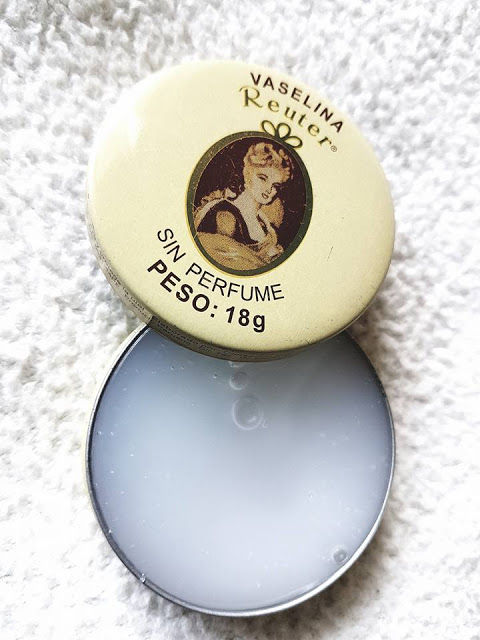 VASELINA
Reuter®
SIN PERFUME
PESO: 18g